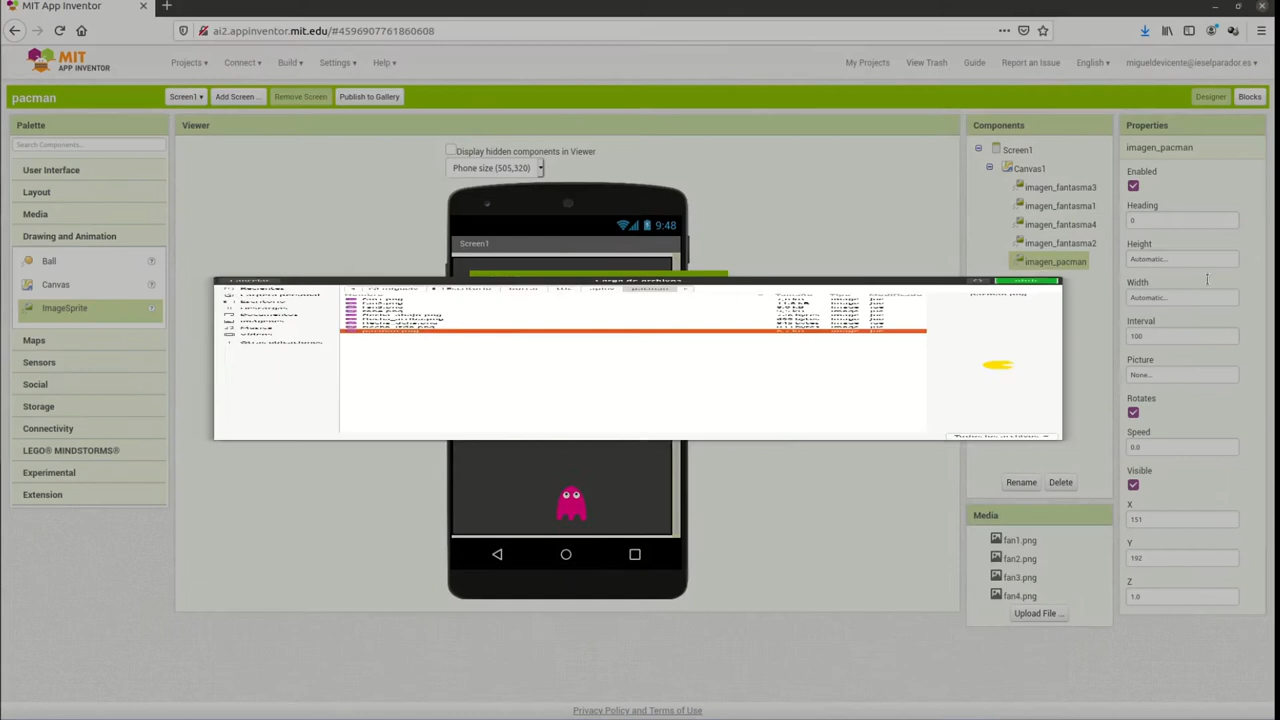 MIT App Inventor
ai2.appinventor.mit.edu/#4596907761860608
MIT
APP INVENTOR
Projects Connect Build Settings Help
My Projects View Trash Guide Report an Issue English migueldevicente@ieselparador.es
pacman
Screen1 Add Screen ... Remove Screen Publish to Gallery
Designer Blocks
Palette
Search Components...
User Interface
Layout
Media
Drawing and Animation
Ball ?
Canvas ?
ImageSprite ?
Maps
Sensors
Social
Storage
Connectivity
LEGO® MINDSTORMS®
Experimental
Extension
Viewer
Display hidden components in Viewer
Phone size (505,320)
9:48
Screen1
pacman
Components
Screen1
Canvas1
imagen_fantasma3
imagen_fantasma1
imagen_fantasma4
imagen_fantasma2
imagen_pacman
Rename Delete
Media
fan1.png
fan2.png
fan3.png
fan4.png
Upload File ...
Properties
imagen_pacman
Enabled
Heading
0
Height
Automatic...
Width
Automatic...
Interval
100
Picture
None...
Rotates
Speed
0.0
Visible
X
151
Y
192
Z
1.0
Privacy Policy and Terms of Use